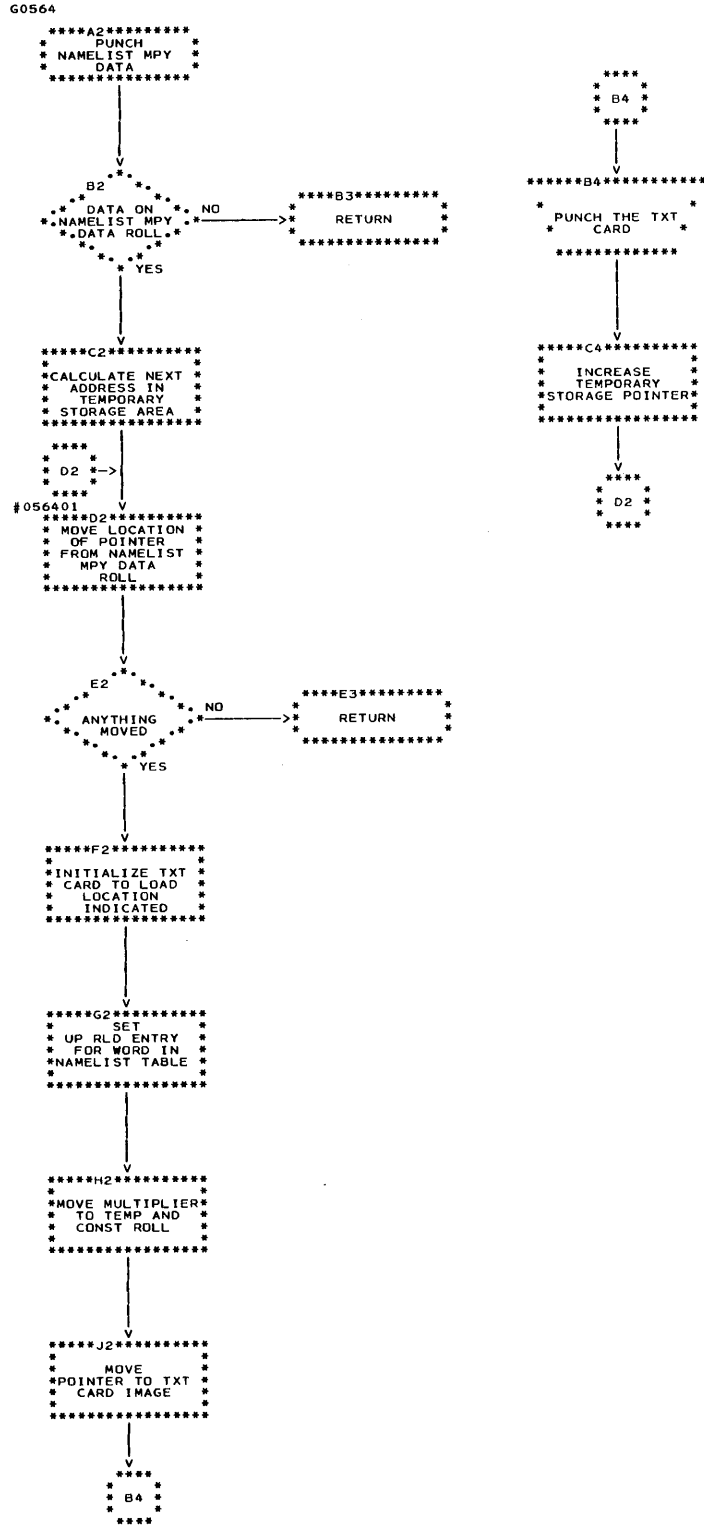 G0564
A2
PUNCH
NAMELIST MPY
DATA
B2
DATA ON
NAMELIST MPY
DATA ROLL
NO
YES
B3
RETURN
C2
CALCULATE NEXT
ADDRESS IN
TEMPORARY
STORAGE AREA
D2
#056401
D2
MOVE LOCATION
OF POINTER
FROM NAMELIST
MPY DATA
ROLL
E2
ANYTHING
MOVED
NO
YES
E3
RETURN
F2
INITIALIZE TXT
CARD TO LOAD
LOCATION
INDICATED
G2
SET
UP RLD ENTRY
FOR WORD IN
NAMELIST TABLE
H2
MOVE MULTIPLIER
TO TEMP AND
CONST ROLL
J2
MOVE
POINTER TO TXT
CARD IMAGE
B4
B4
B4
PUNCH THE TXT
CARD
C4
INCREASE
TEMPORARY
STORAGE POINTER
D2